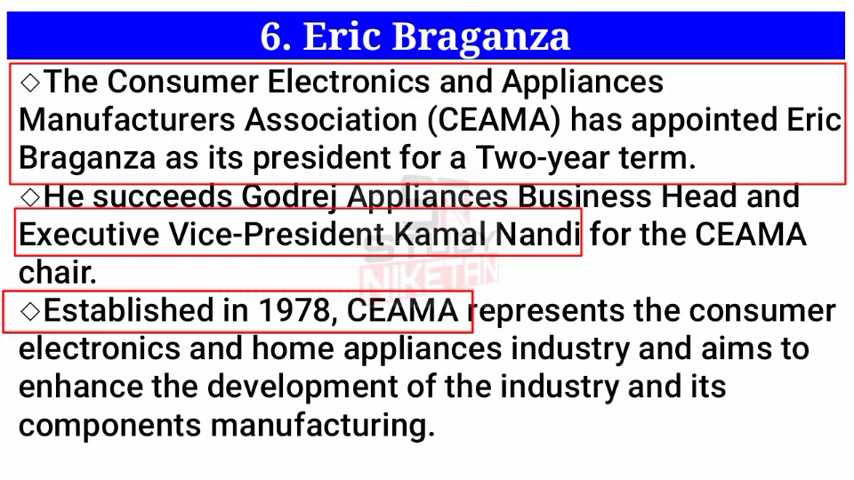 6. Eric Braganza
◇The Consumer Electronics and Appliances
Manufacturers Association (CEAMA) has appointed Eric
Braganza as its president for a Two-year term.
◇He succeeds Godrej Appliances Business Head and
Executive Vice-President Kamal Nandi for the CEAMA
chair.
◇Established in 1978, CEAMA represents the consumer
electronics and home appliances industry and aims to
enhance the development of the industry and its
components manufacturing.
STUDY
NIKETAN